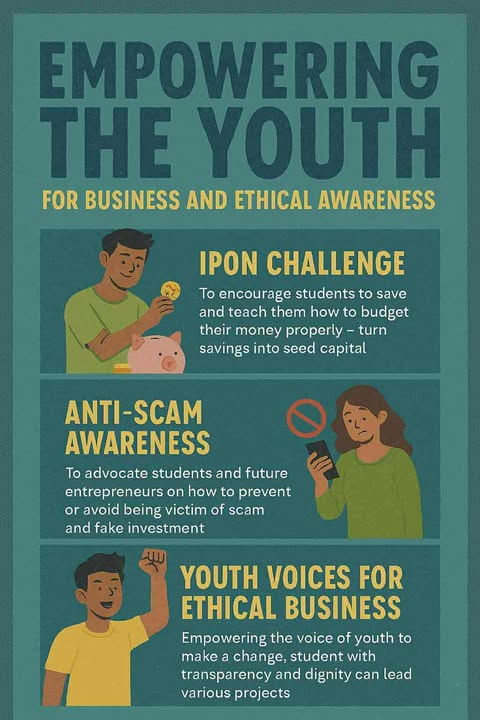 EMPOWERING
THE YOUTH
FOR BUSINESS AND ETHICAL AWARENESS
IPON CHALLENGE
To encourage students to save
and teach them how to budget
their money properly – turn
savings into seed capital
ANTI-SCAM
AWARENESS
To advocate students and future
entrepreneurs on how to prevent
or avoid being victim of scam
and fake investment
YOUTH VOICES FOR
ETHICAL BUSINESS
Empowering the voice of youth to
make a change, student with
transparency and dignity can lead
various projects